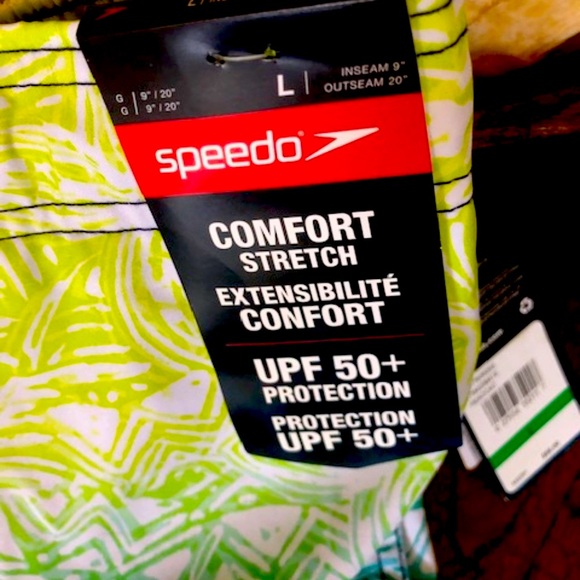 L | INSEAM 9"
OUTSEAM 20"
G | 9" / 20"
G | 9" / 20"
speedo®
COMFORT
STRETCH
EXTENSIBILITÉ
CONFORT
UPF 50+
PROTECTION
PROTECTION
UPF 50+